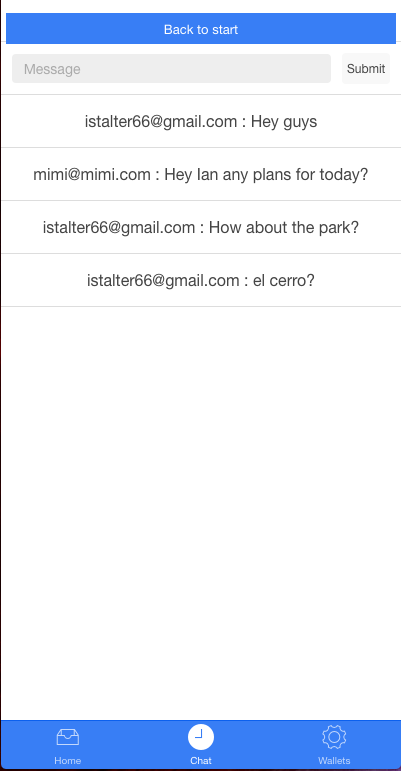 Back to start
Message Submit
istalter66@gmail.com : Hey guys
mimi@mimi.com : Hey Ian any plans for today?
istalter66@gmail.com : How about the park?
istalter66@gmail.com : el cerro?
Home Chat Wallets